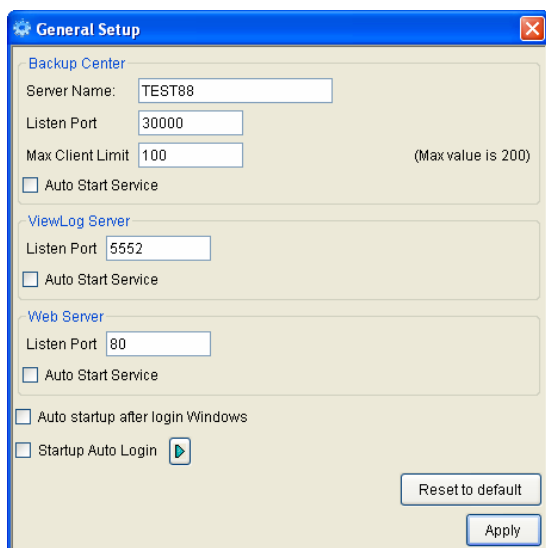 General Setup
Backup Center
Server Name: TEST88
Listen Port 30000
Max Client Limit 100 (Max value is 200)
Auto Start Service
ViewLog Server
Listen Port 5552
Auto Start Service
Web Server
Listen Port 80
Auto Start Service
Auto startup after login Windows
Startup Auto Login
Reset to default
Apply